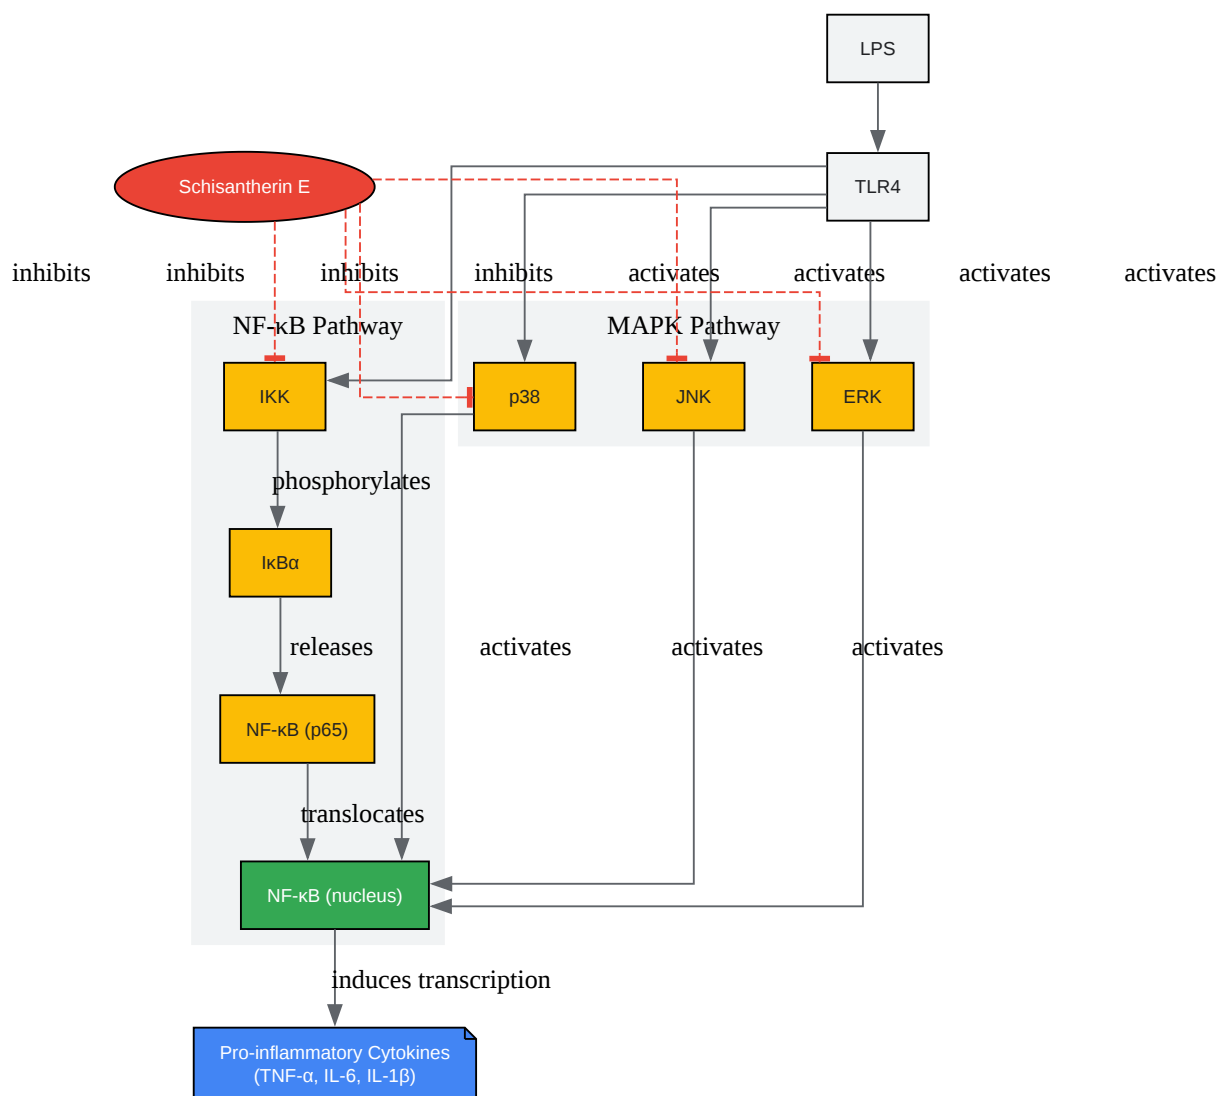 LPS
Schisantherin E
TLR4
inhibits
inhibits
inhibits
inhibits
activates
activates
activates
activates
NF-κB Pathway
MAPK Pathway
IKK
p38
JNK
ERK
phosphorylates
IκBα
releases
activates
activates
activates
NF-κB (p65)
translocates
NF-κB (nucleus)
induces transcription
Pro-inflammatory Cytokines
(TNF-α, IL-6, IL-1β)